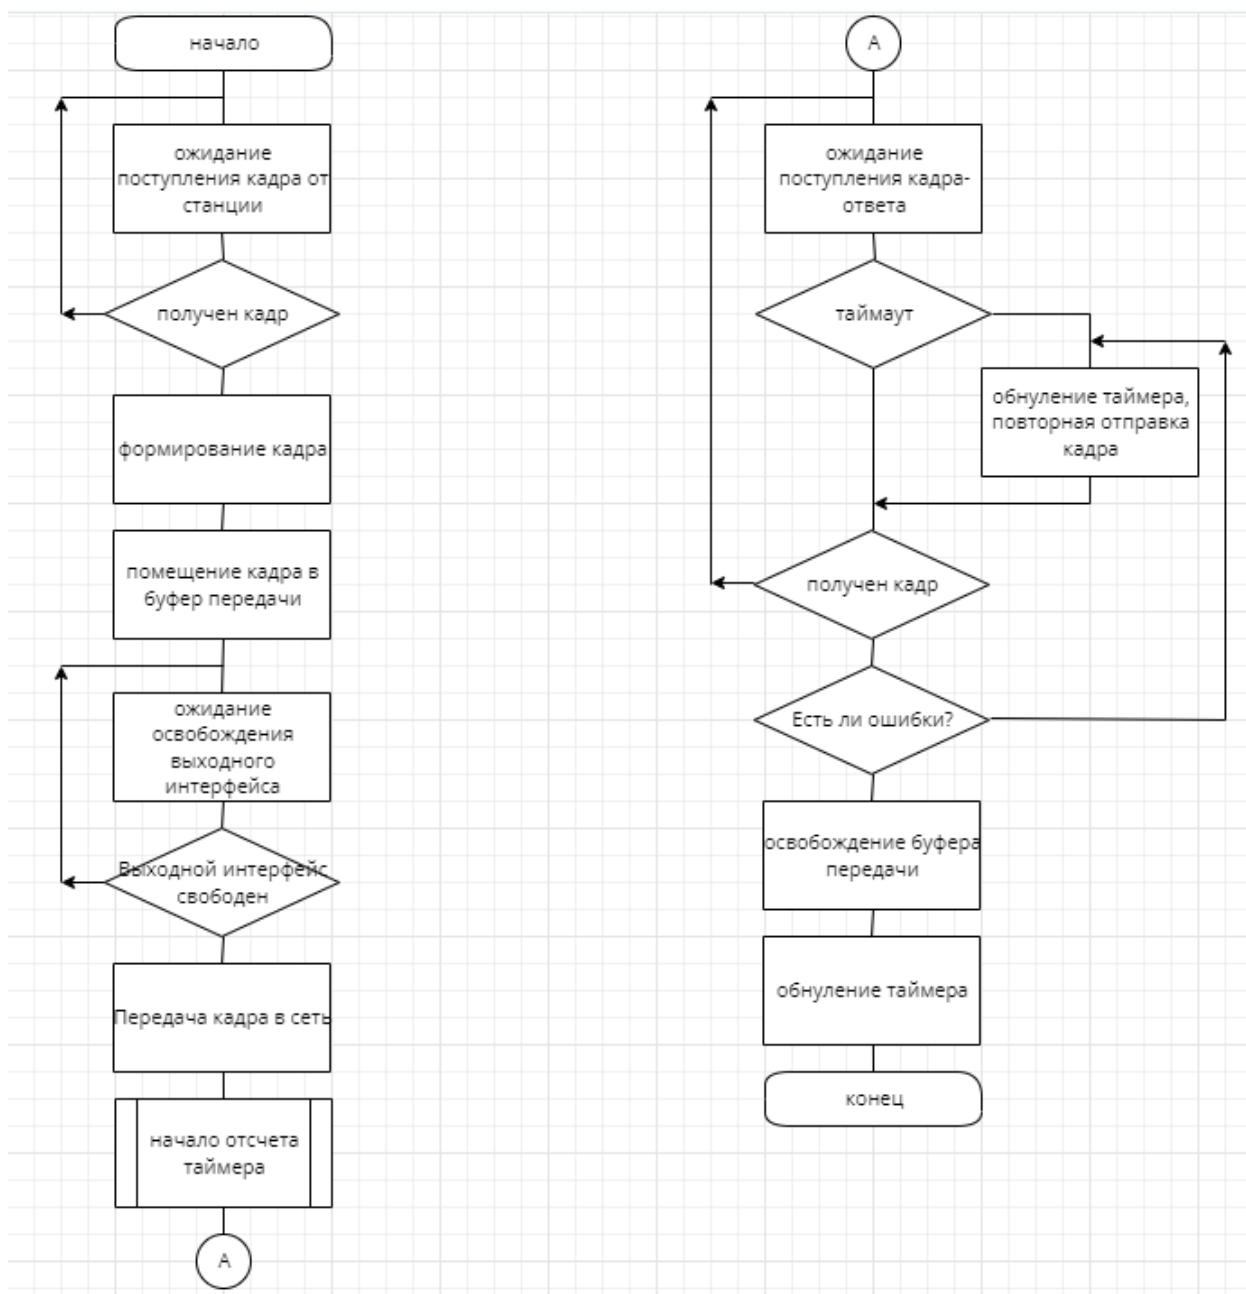 начало
ожидание
поступления кадра от
станции
получен кадр
формирование кадра
помещение кадра в
буфер передачи
ожидание
освобождения
выходного
интерфейса
Выходной интерфейс
свободен
Передача кадра в сеть
начало отсчета
таймера
А
А
ожидание
поступления кадра-
ответа
таймаут
обнуление таймера,
повторная отправка
кадра
получен кадр
Есть ли ошибки?
освобождение буфера
передачи
обнуление таймера
конец